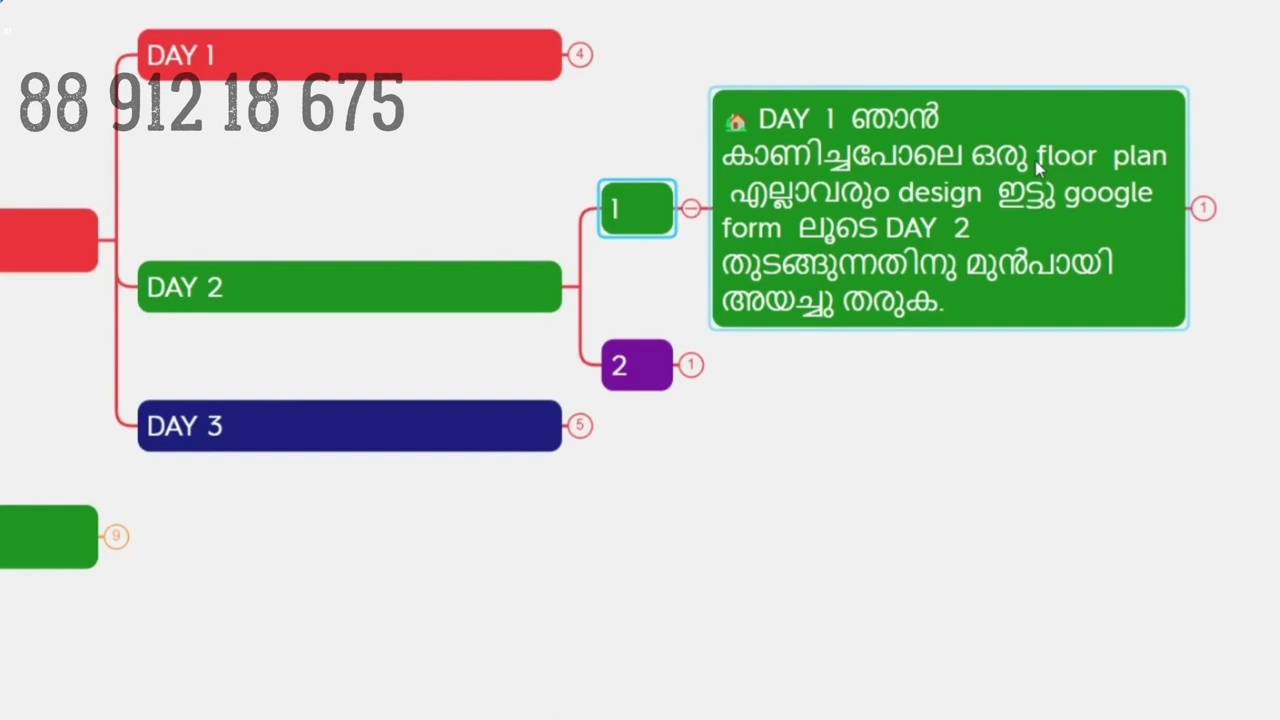 DAY 1
4
88 912 18 675
🏠 DAY 1 ഞാൻ
കാണിച്ചപോലെ ഒരു floor plan
എല്ലാവരും design ഇട്ടു google
form ലൂടെ DAY 2
തുടങ്ങുന്നതിനു മുൻപായി
അയച്ചു തരുക.
1
1
DAY 2
2
1
DAY 3
5
9